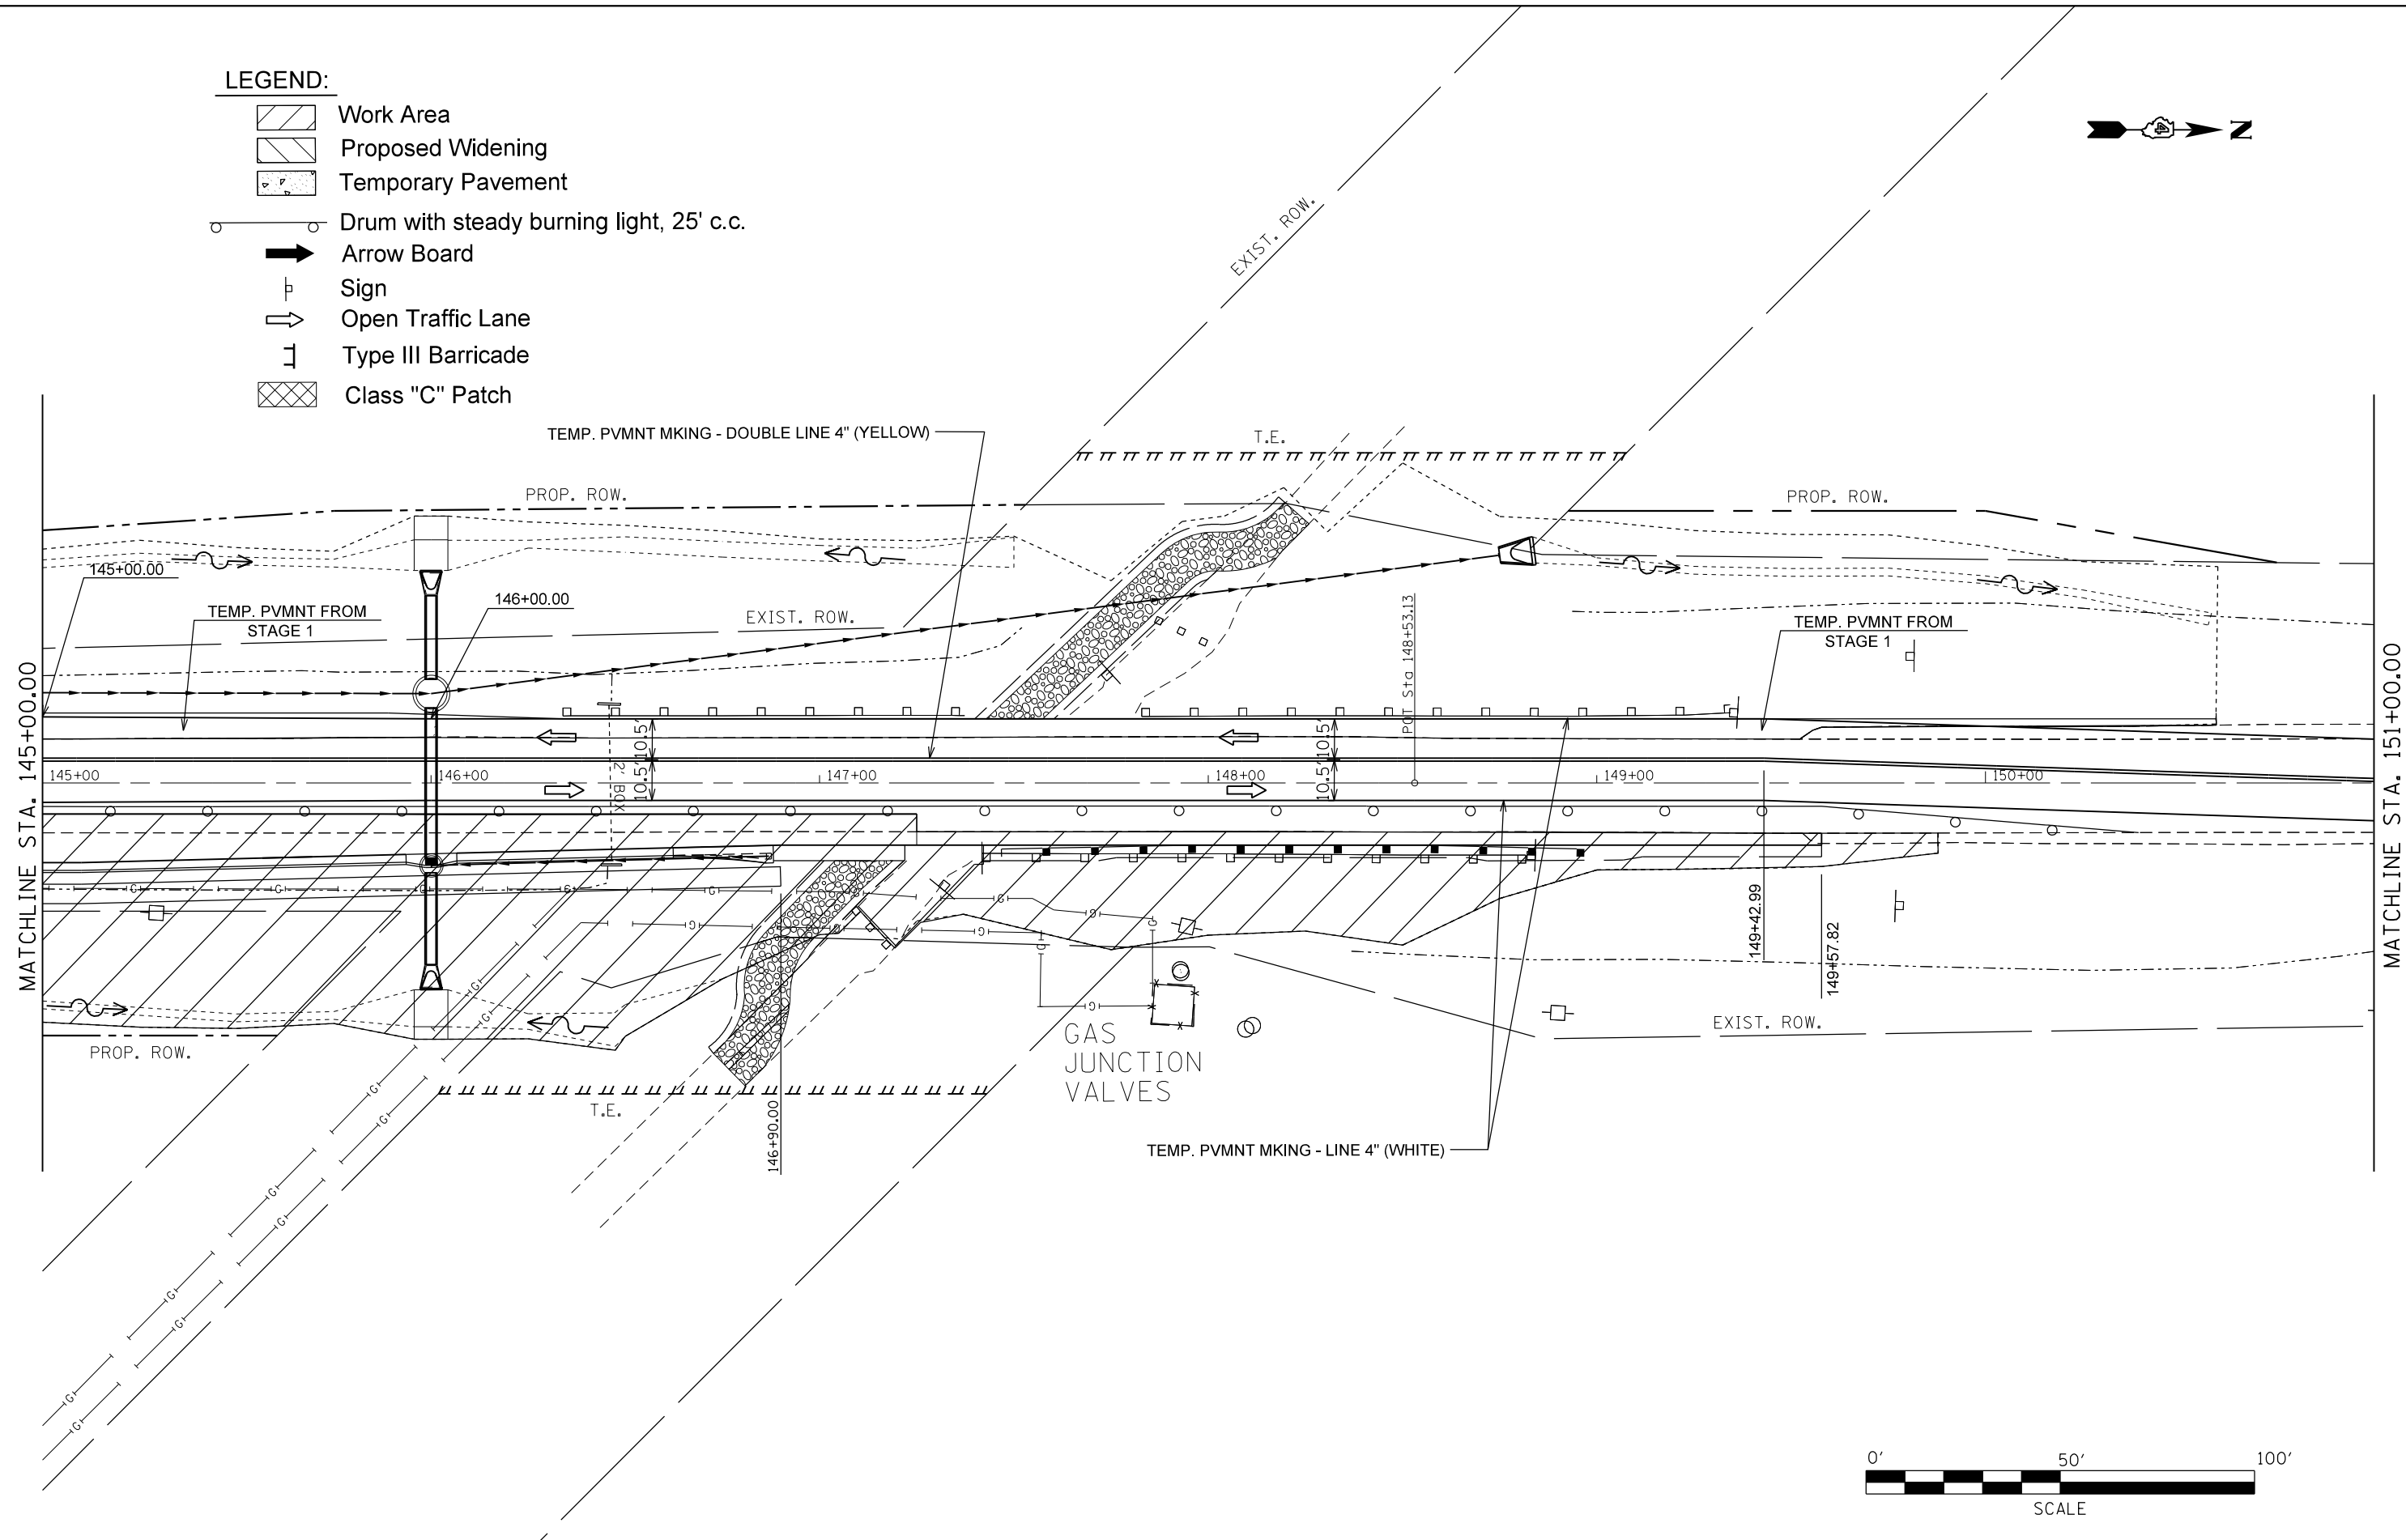 LEGEND:
Work Area
Proposed Widening
Temporary Pavement
Drum with steady burning light, 25' c.c.
Arrow Board
Sign
Open Traffic Lane
Type III Barricade
Class "C" Patch
N
EXIST. ROW.
TEMP. PVMNT MKING - DOUBLE LINE 4" (YELLOW)
T.E.
PROP. ROW.
PROP. ROW.
145+00.00
146+00.00
TEMP. PVMNT FROM
STAGE 1
EXIST. ROW.
TEMP. PVMNT FROM
STAGE 1
POT Sta 148+53.13
MATCHLINE STA. 145+00.00
MATCHLINE STA. 151+00.00
10.5'
10.5'
10.5'
10.5'
2' BOX
145+00
146+00
147+00
148+00
149+00
150+00
G
G
G
G
G
G
G
G
G
G
G
G
149+42.99
149+57.82
PROP. ROW.
GAS
JUNCTION
VALVES
EXIST. ROW.
T.E.
146+90.00
TEMP. PVMNT MKING - LINE 4" (WHITE)
G
G
G
G
G
G
G
G
0'
50'
100'
SCALE